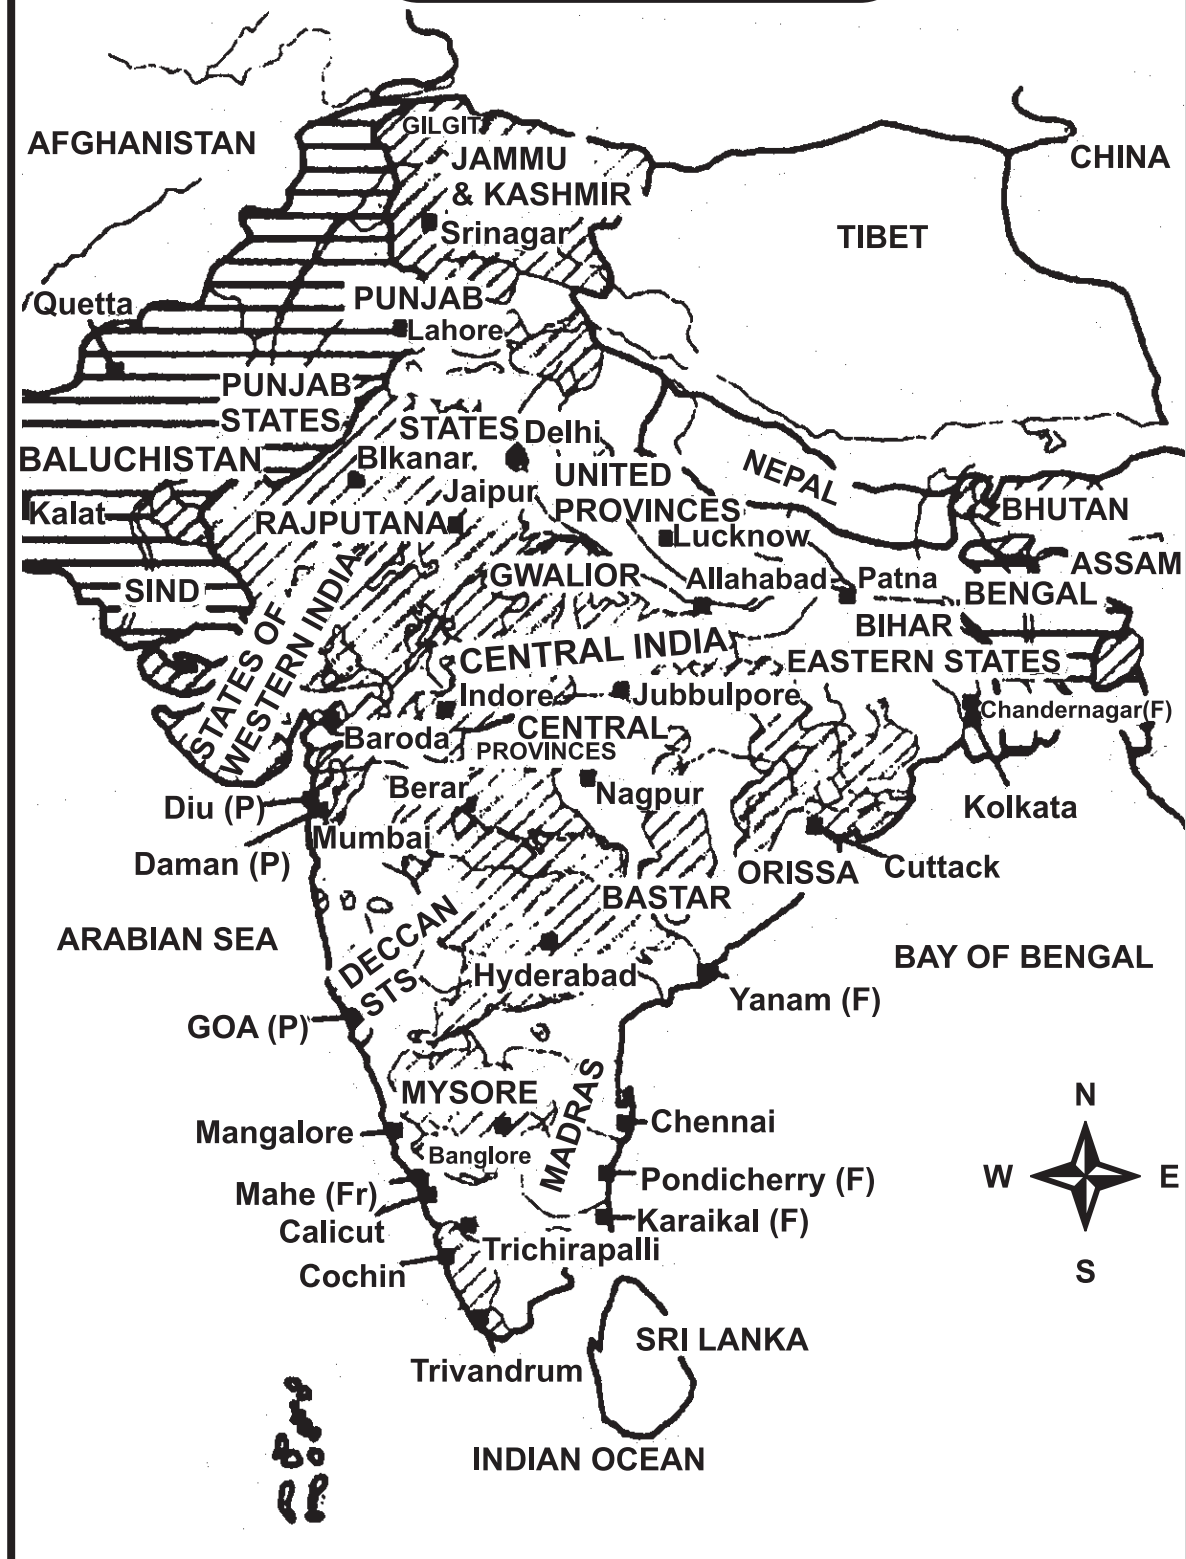 GILGIT
AFGHANISTAN
JAMMU
& KASHMIR
CHINA
Srinagar
TIBET
Quetta
PUNJAB
Lahore
PUNJAB
STATES
STATES
Delhi
BALUCHISTAN
BIkanar
UNITED
PROVINCES
NEPAL
Jaipur
Kalat
RAJPUTANA
BHUTAN
Lucknow
ASSAM
SIND
GWALIOR
Allahabad
Patna
BENGAL
STATES OF
WESTERN INDIA
BIHAR
CENTRAL INDIA
EASTERN STATES
Indore
Jubbulpore
Chandernagar(F)
Baroda
CENTRAL
PROVINCES
Berar
Nagpur
Diu (P)
Kolkata
Mumbai
Daman (P)
ORISSA
Cuttack
BASTAR
ARABIAN SEA
DECCAN
STS
BAY OF BENGAL
Hyderabad
Yanam (F)
GOA (P)
MYSORE
MADRAS
N
Chennai
Mangalore
Banglore
W
E
Pondicherry (F)
Mahe (Fr)
Karaikal (F)
Calicut
Trichirapalli
Cochin
S
SRI LANKA
Trivandrum
INDIAN OCEAN